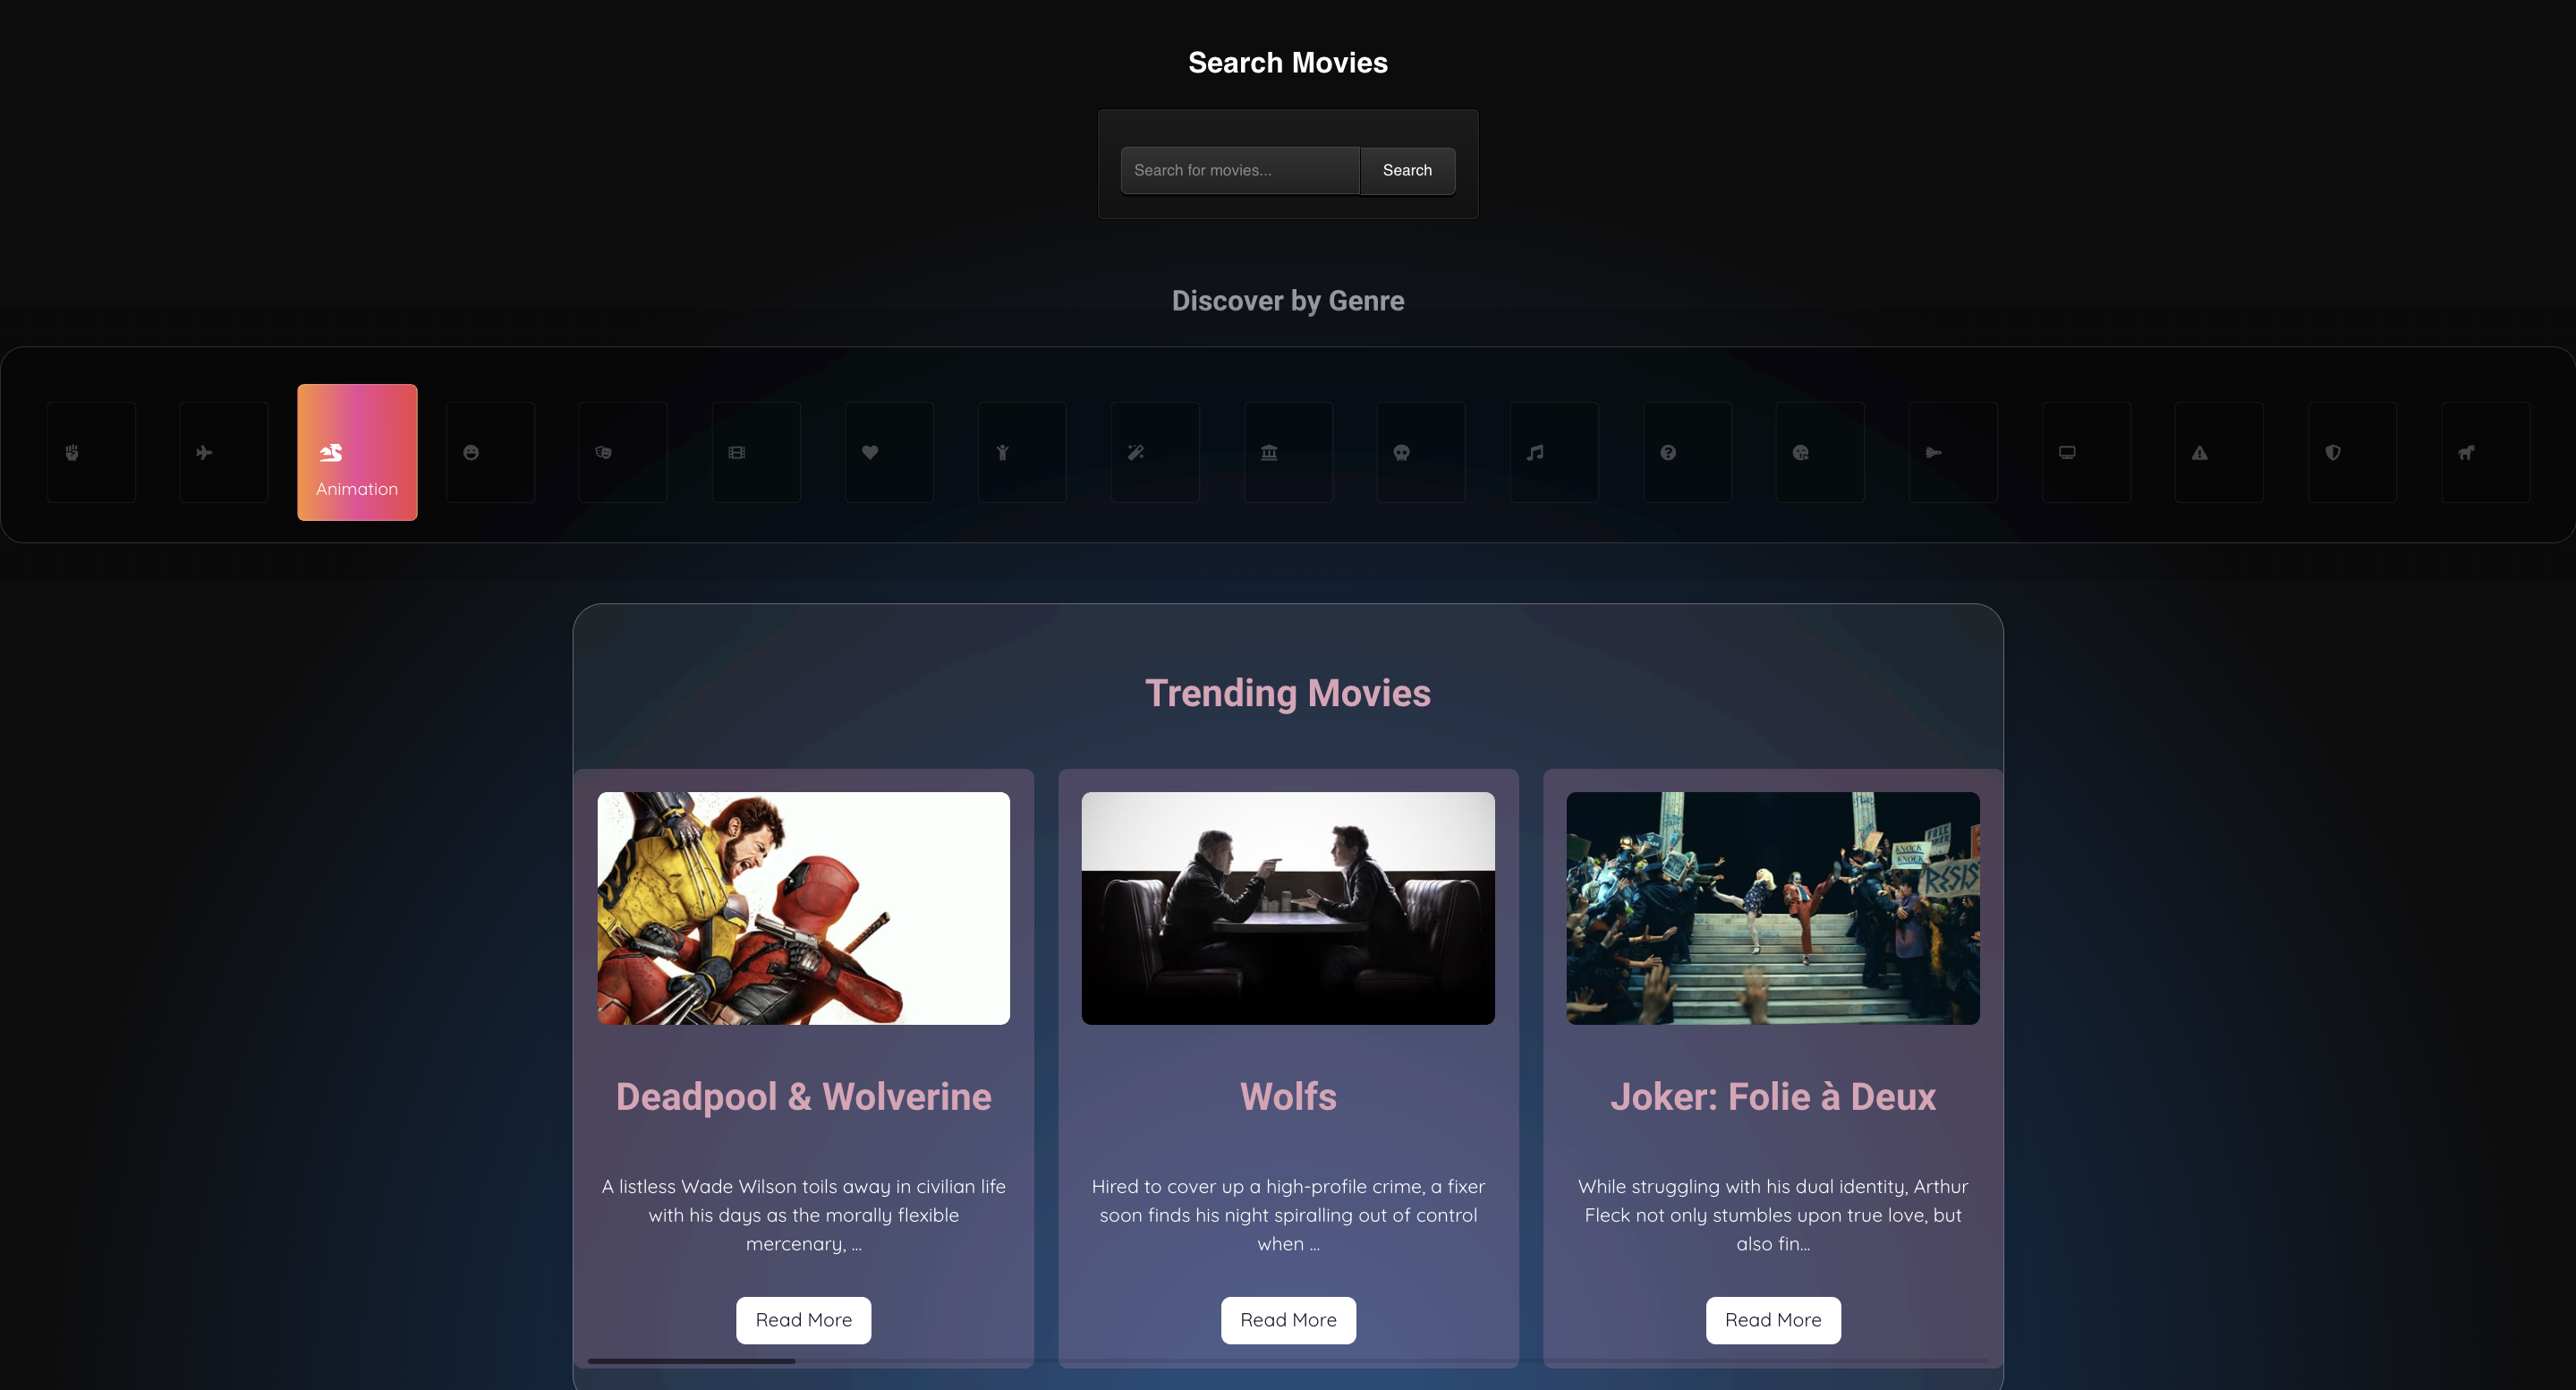 Search Movies
Search for movies...
Search
Discover by Genre
Animation
Trending Movies
KNOCK
KNOCK
RESIS
Deadpool & Wolverine
Wolfs
Joker: Folie à Deux
A listless Wade Wilson toils away in civilian life
with his days as the morally flexible
mercenary, ...
Hired to cover up a high-profile crime, a fixer
soon finds his night spiralling out of control
when ...
While struggling with his dual identity, Arthur
Fleck not only stumbles upon true love, but
also fin...
Read More
Read More
Read More